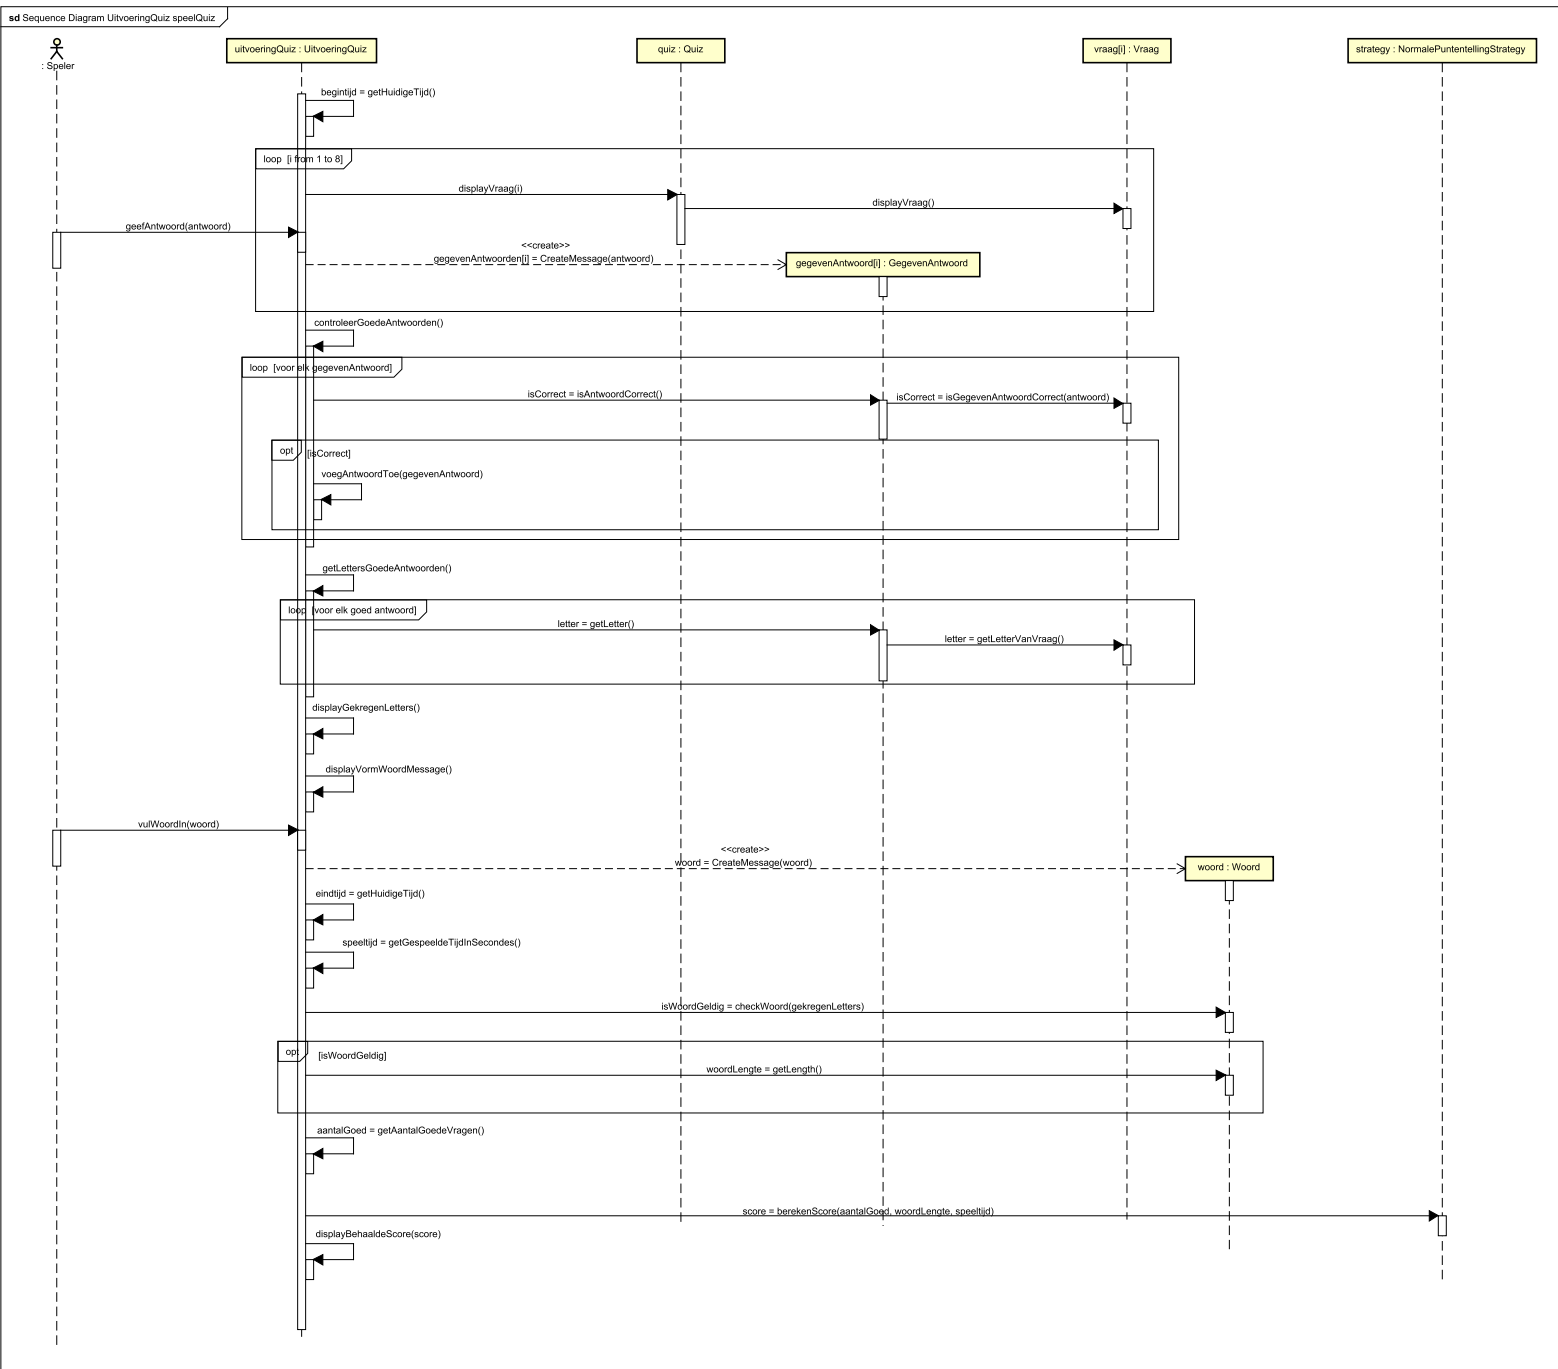 sd Sequence Diagram UitvoeringQuiz speelQuiz
: Speler
uitvoeringQuiz : UitvoeringQuiz
quiz : Quiz
vraag[i] : Vraag
strategy : NormalePuntentellingStrategy
begintijd = getHuidigeTijd()
loop [i from 1 to 8]
displayVraag(i)
displayVraag()
geefAntwoord(antwoord)
<<create>>
gegevenAntwoorden[i] = CreateMessage(antwoord)
gegevenAntwoord[i] : GegevenAntwoord
controleerGoedeAntwoorden()
loop [voor elk gegevenAntwoord]
isCorrect = isAntwoordCorrect()
isCorrect = isGegevenAntwoordCorrect(antwoord)
opt [isCorrect]
voegAntwoordToe(gegevenAntwoord)
getLettersGoedeAntwoorden()
loop [voor elk goed antwoord]
letter = getLetter()
letter = getLetterVanVraag()
displayGekregenLetters()
displayVormWoordMessage()
vulWoordIn(woord)
<<create>>
woord = CreateMessage(woord)
woord : Woord
eindtijd = getHuidigeTijd()
speeltijd = getGespeeldeTijdInSecondes()
isWoordGeldig = checkWoord(gekregenLetters)
opt [isWoordGeldig]
woordLengte = getLength()
aantalGoed = getAantalGoedeVragen()
score = berekenScore(aantalGoed, woordLengte, speeltijd)
displayBehaaldeScore(score)